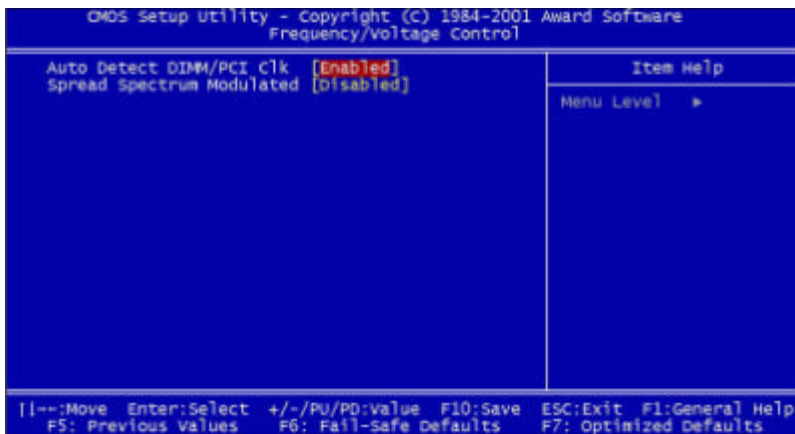 CMOS Setup Utility - Copyright (C) 1984-2001 Award Software
Frequency/Voltage Control
Auto Detect DIMM/PCI Clk [Enabled]
Spread Spectrum Modulated [Disabled]
Item Help
Menu Level ►
↑↓→←:Move Enter:Select +/-/PU/PD:Value F10:Save ESC:Exit F1:General Help
F5: Previous Values F6: Fail-Safe Defaults F7: Optimized Defaults